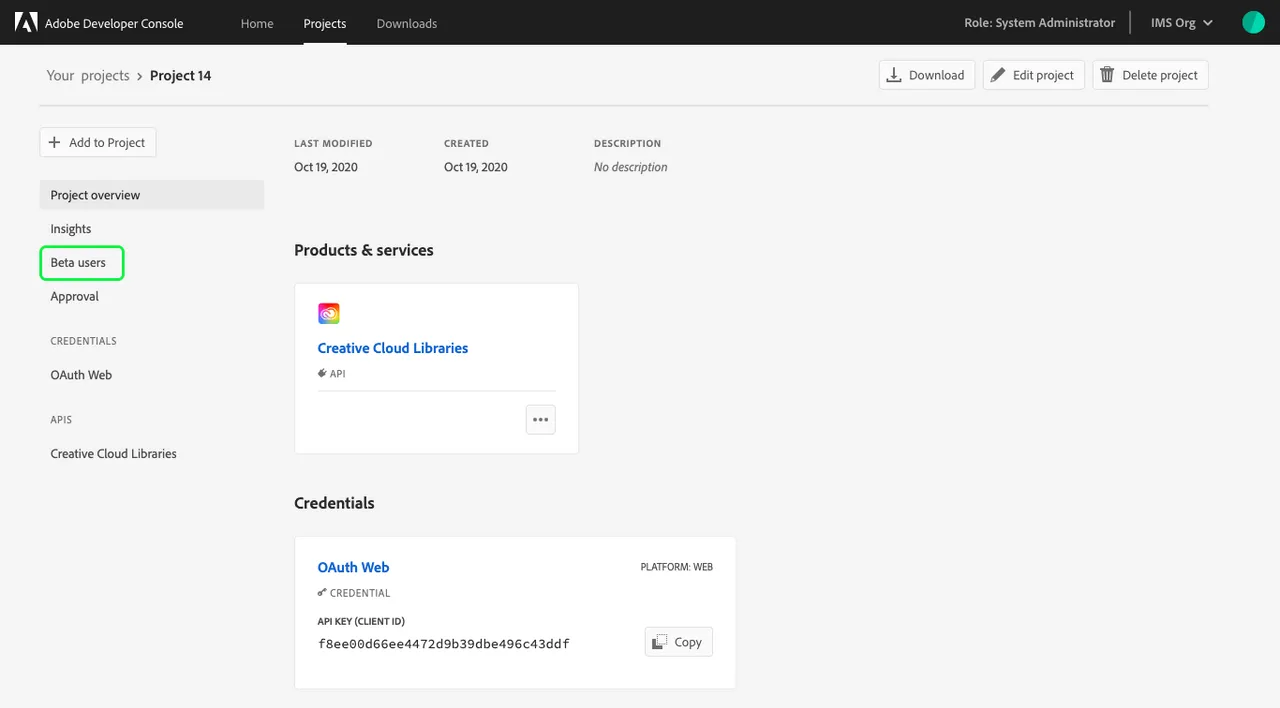 Adobe Developer Console
Home
Projects
Downloads
Role: System Administrator
IMS Org
Your projects › Project 14
Download
Edit project
Delete project
Add to Project
Project overview
Insights
Beta users
Approval
CREDENTIALS
OAuth Web
APIS
Creative Cloud Libraries
LAST MODIFIED
Oct 19, 2020
CREATED
Oct 19, 2020
DESCRIPTION
No description
Products & services
Creative Cloud Libraries
API
Credentials
OAuth Web
PLATFORM: WEB
CREDENTIAL
API KEY (CLIENT ID)
f8ee00d66ee4472d9b39dbe496c43ddf
Copy